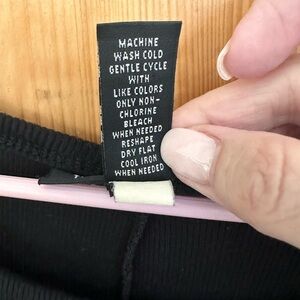 MACHINE
WASH COLD
GENTLE CYCLE
WITH
LIKE COLORS
ONLY NON-
CHLORINE
BLEACH
WHEN NEEDED
RESHAPE
DRY FLAT
COOL IRON
WHEN NEEDED